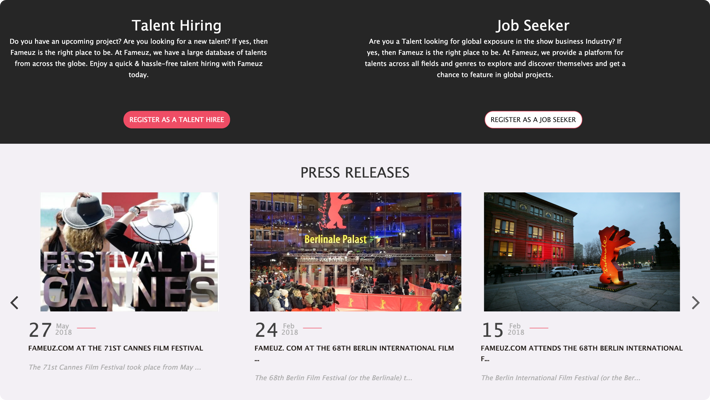 Talent Hiring
Do you have an upcoming project? Are you looking for a new talent? If yes, then
Fameuz is the right place to be. At Fameuz, we have a large database of talents
from across the globe. Enjoy a quick & hassle-free talent hiring with Fameuz
today.
REGISTER AS A TALENT HIREE
Job Seeker
Are you a Talent looking for global exposure in the show business Industry? If
yes, then Fameuz is the right place to be. At Fameuz, we provide a platform for
talents across all fields and genres to explore and discover themselves and get a
chance to feature in global projects.
REGISTER AS A JOB SEEKER
PRESS RELEASES
FESTIVAL DE
CANNES
27 May
2018
FAMEUZ.COM AT THE 71ST CANNES FILM FESTIVAL
The 71st Cannes Film Festival took place from May ...
Berlinale Palast
24 Feb
2018
FAMEUZ. COM AT THE 68TH BERLIN INTERNATIONAL FILM
...
The 68th Berlin Film Festival (or the Berlinale) t...
15 Feb
2018
FAMEUZ.COM ATTENDS THE 68TH BERLIN INTERNATIONAL
F...
The Berlin International Film Festival (or the Ber...